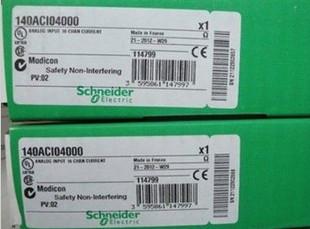 140ACI04000
x1
ANALOG INPUT 16 CHAN CURRENT
Made in France
21 - 2012 - W29
114799
Modicon
Safety Non-Interfering
PV:02
3 595861 147997
Schneider
Electric
140ACI04000
x1
ANALOG INPUT 16 CHAN CURRENT
Made in France
21 - 2012 - W29
114799
Modicon
Safety Non-Interfering
PV:02
3 595861 147997
Schneider
Electric